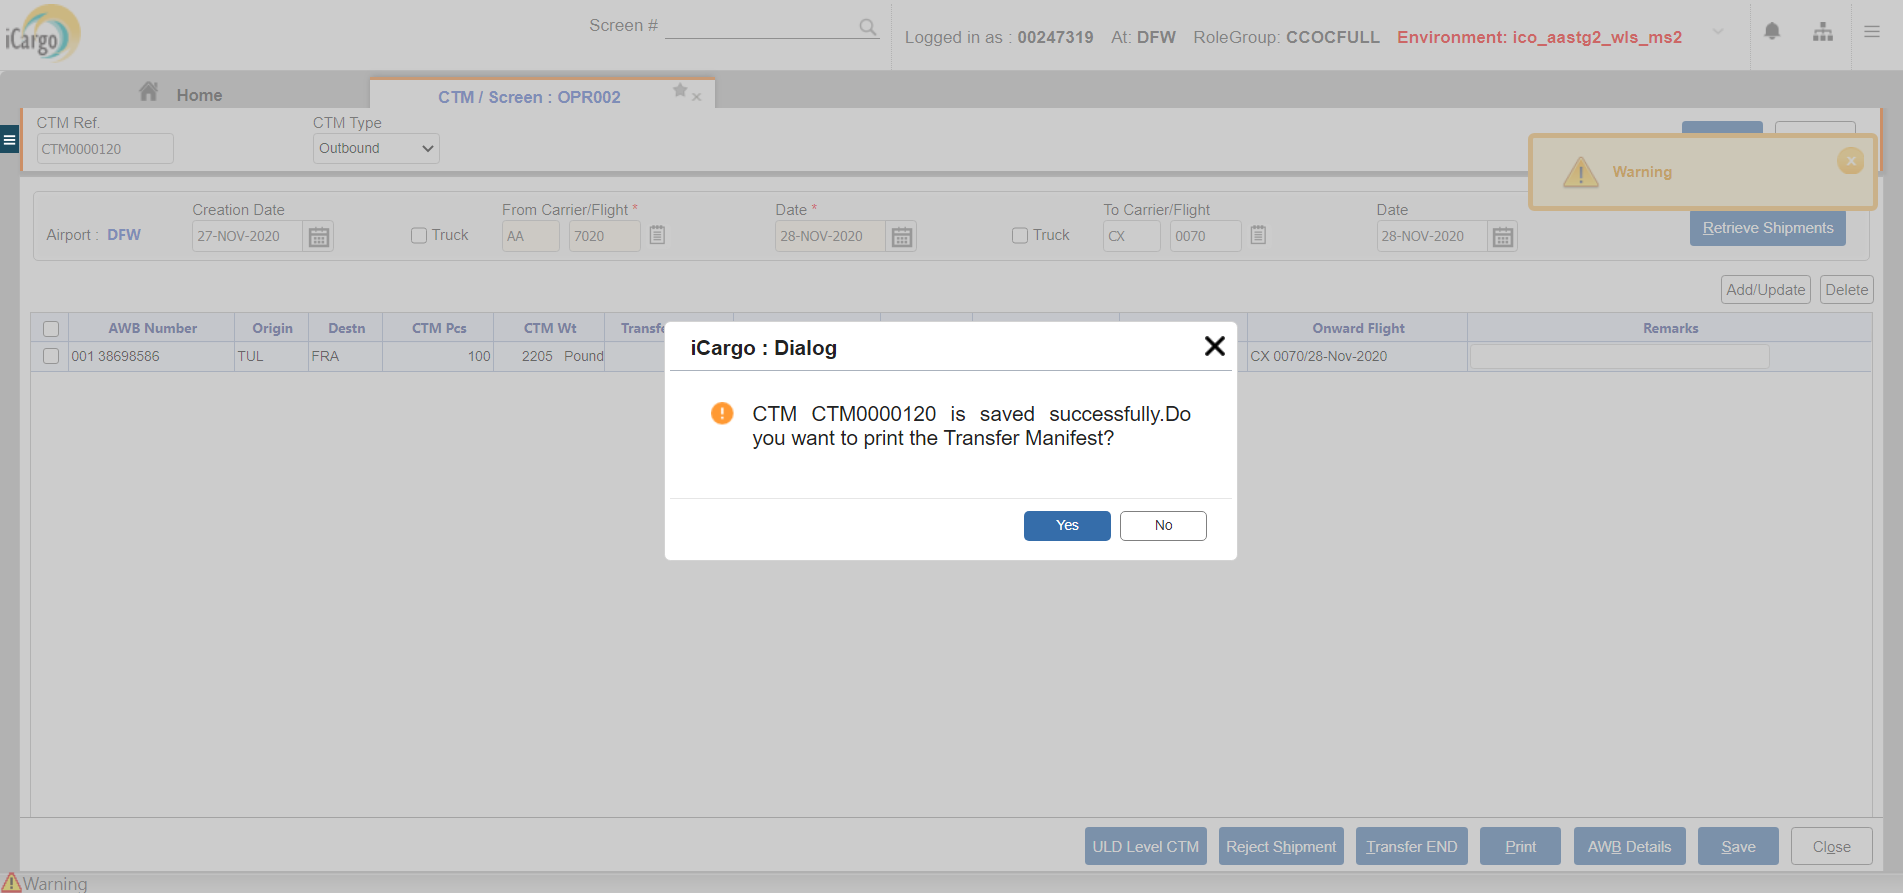 iCargo
Screen #
Logged in as : 00247319 At: DFW RoleGroup: CCOCFULL Environment: ico_aastg2_wls_ms2
Home
CTM / Screen : OPR002
CTM Ref.
CTM Type
CTM0000120
Outbound
Warning
Creation Date
From Carrier/Flight *
Date *
To Carrier/Flight
Date
Airport : DFW
27-NOV-2020
Truck
AA
7020
28-NOV-2020
Truck
CX
0070
28-NOV-2020
Retrieve Shipments
Add/Update
Delete
AWB Number Origin Destn CTM Pcs CTM Wt Transfe Onward Flight Remarks
001 38698586 TUL FRA 100 2205 Pound CX 0070/28-Nov-2020
iCargo : Dialog
CTM CTM0000120 is saved successfully.Do
you want to print the Transfer Manifest?
Yes
No
ULD Level CTM
Reject Shipment
Transfer END
Print
AWB Details
Save
Close
Warning